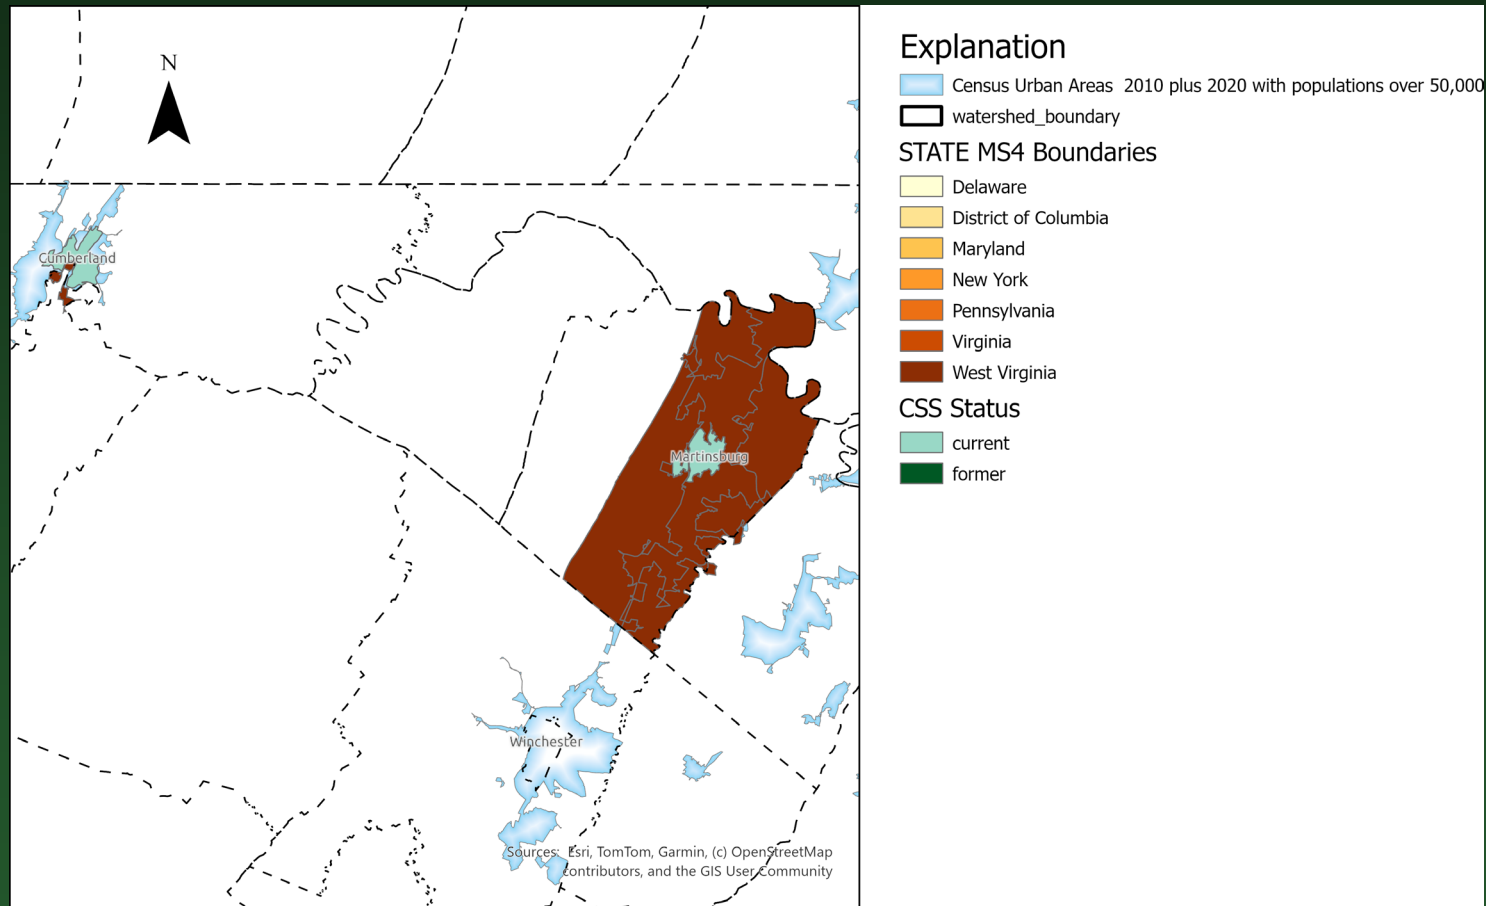 N
Cumberland
Martinsburg
Winchester
Sources: Esri, TomTom, Garmin, (c) OpenStreetMap
contributors, and the GIS User Community
Explanation
Census Urban Areas 2010 plus 2020 with populations over 50,000
watershed_boundary
STATE MS4 Boundaries
Delaware
District of Columbia
Maryland
New York
Pennsylvania
Virginia
West Virginia
CSS Status
current
former